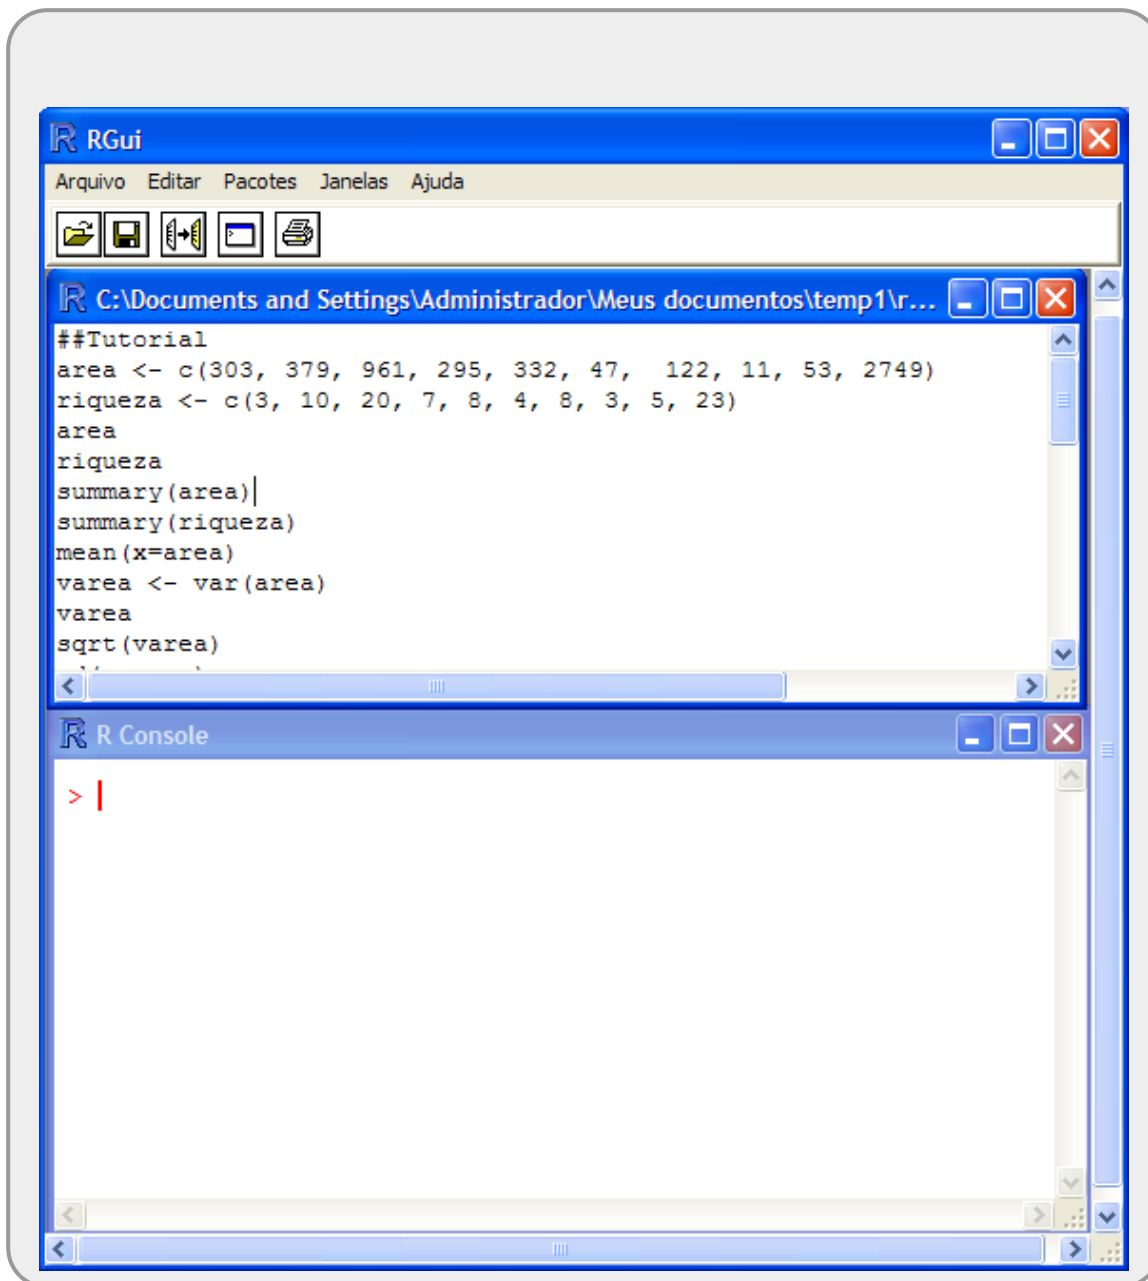 RGui
Arquivo Editar Pacotes Janelas Ajuda
C:\Documents and Settings\Administrador\Meus documentos\temp1\r...
##Tutorial
area <- c(303, 379, 961, 295, 332, 47,  122, 11, 53, 2749)
riqueza <- c(3, 10, 20, 7, 8, 4, 8, 3, 5, 23)
area
riqueza
summary(area)
summary(riqueza)
mean(x=area)
varea <- var(area)
varea
sqrt(varea)
R Console
>